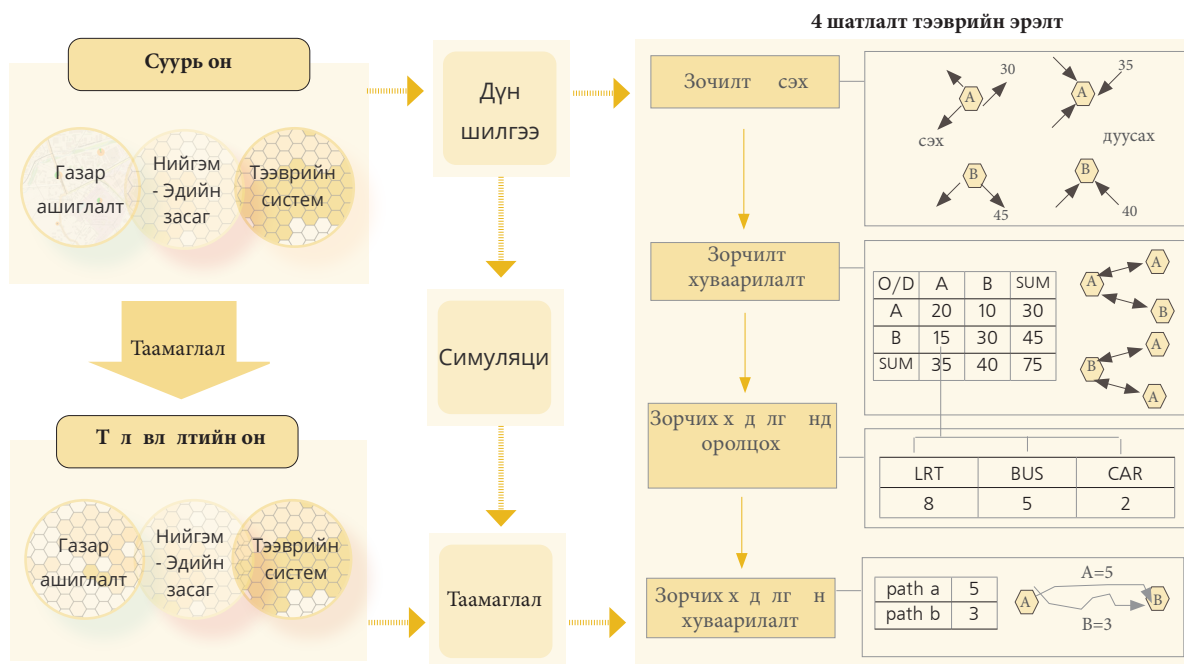 4 шатлалт тээврийн эрэлт
Суурь он
Газар
ашиглалт
Нийгэм
- Эдийн
засаг
Тээврийн
систем
Таамаглал
Т л вл лтийн он
Газар
ашиглалт
Нийгэм
- Эдийн
засаг
Тээврийн
систем
Дүн
шилгээ
Симуляци
Таамаглал
Зочилт сэх
30
35
A
A
сэх
дуусах
B
B
45
40
Зорчилт
хуваарилалт
O/D A B SUM
A 20 10 30
B 15 30 45
SUM 35 40 75
A
A
B
A
B
A
Зорчих х д лг нд
оролцох
LRT BUS CAR
8 5 2
Зорчих х д лг н
хуваарилалт
path a 5
path b 3
A=5
A
B
B=3